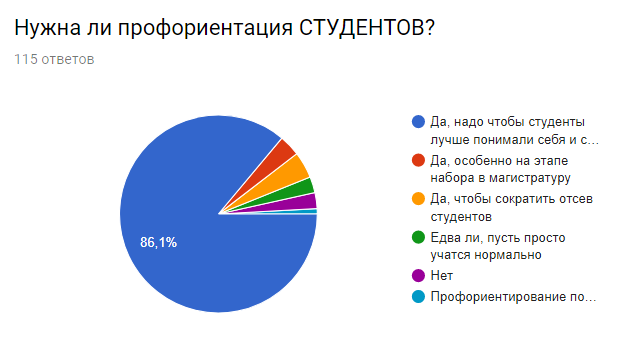 Нужна ли профориентация СТУДЕНТОВ?
115 ответов
86,1%
Да, надо чтобы студенты
лучше понимали себя и с…
Да, особенно на этапе
набора в магистратуру
Да, чтобы сократить отсев
студентов
Едва ли, пусть просто
учатся нормально
Нет
Профориентирование по…